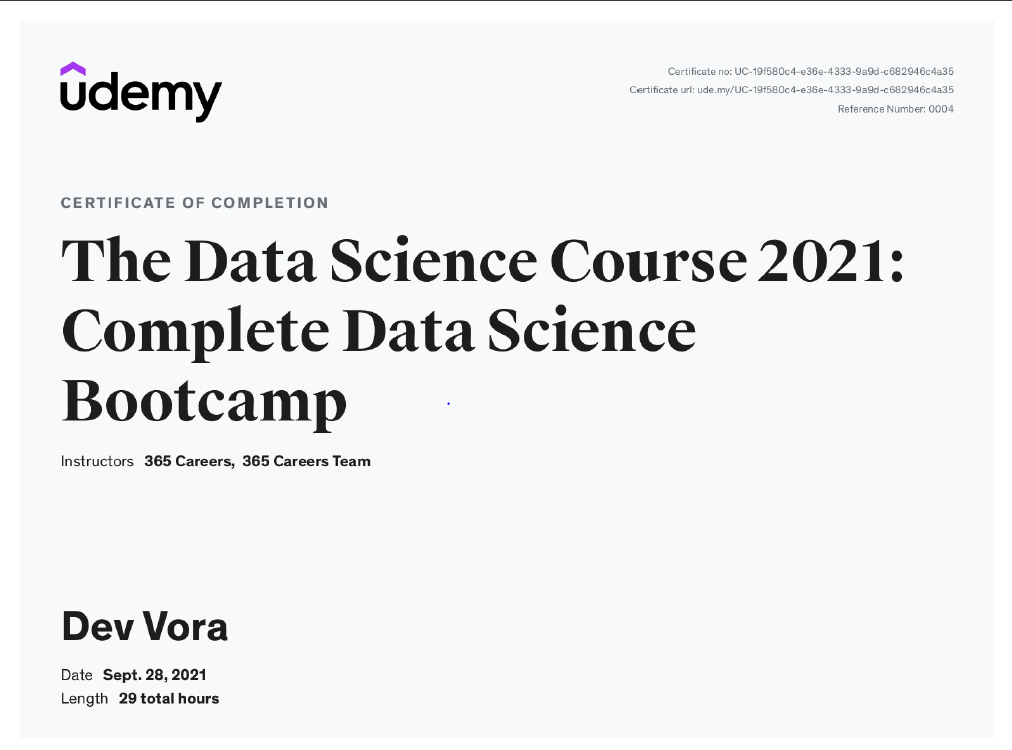 udemy
Certificate no: UC-19f580c4-e36e-4333-9a9d-c682946c4a35
Certificate url: ude.my/UC-19f580c4-e36e-4333-9a9d-c682946c4a35
Reference Number: 0004
CERTIFICATE OF COMPLETION
The Data Science Course 2021:
Complete Data Science
Bootcamp
Instructors 365 Careers, 365 Careers Team
Dev Vora
Date Sept. 28, 2021
Length 29 total hours